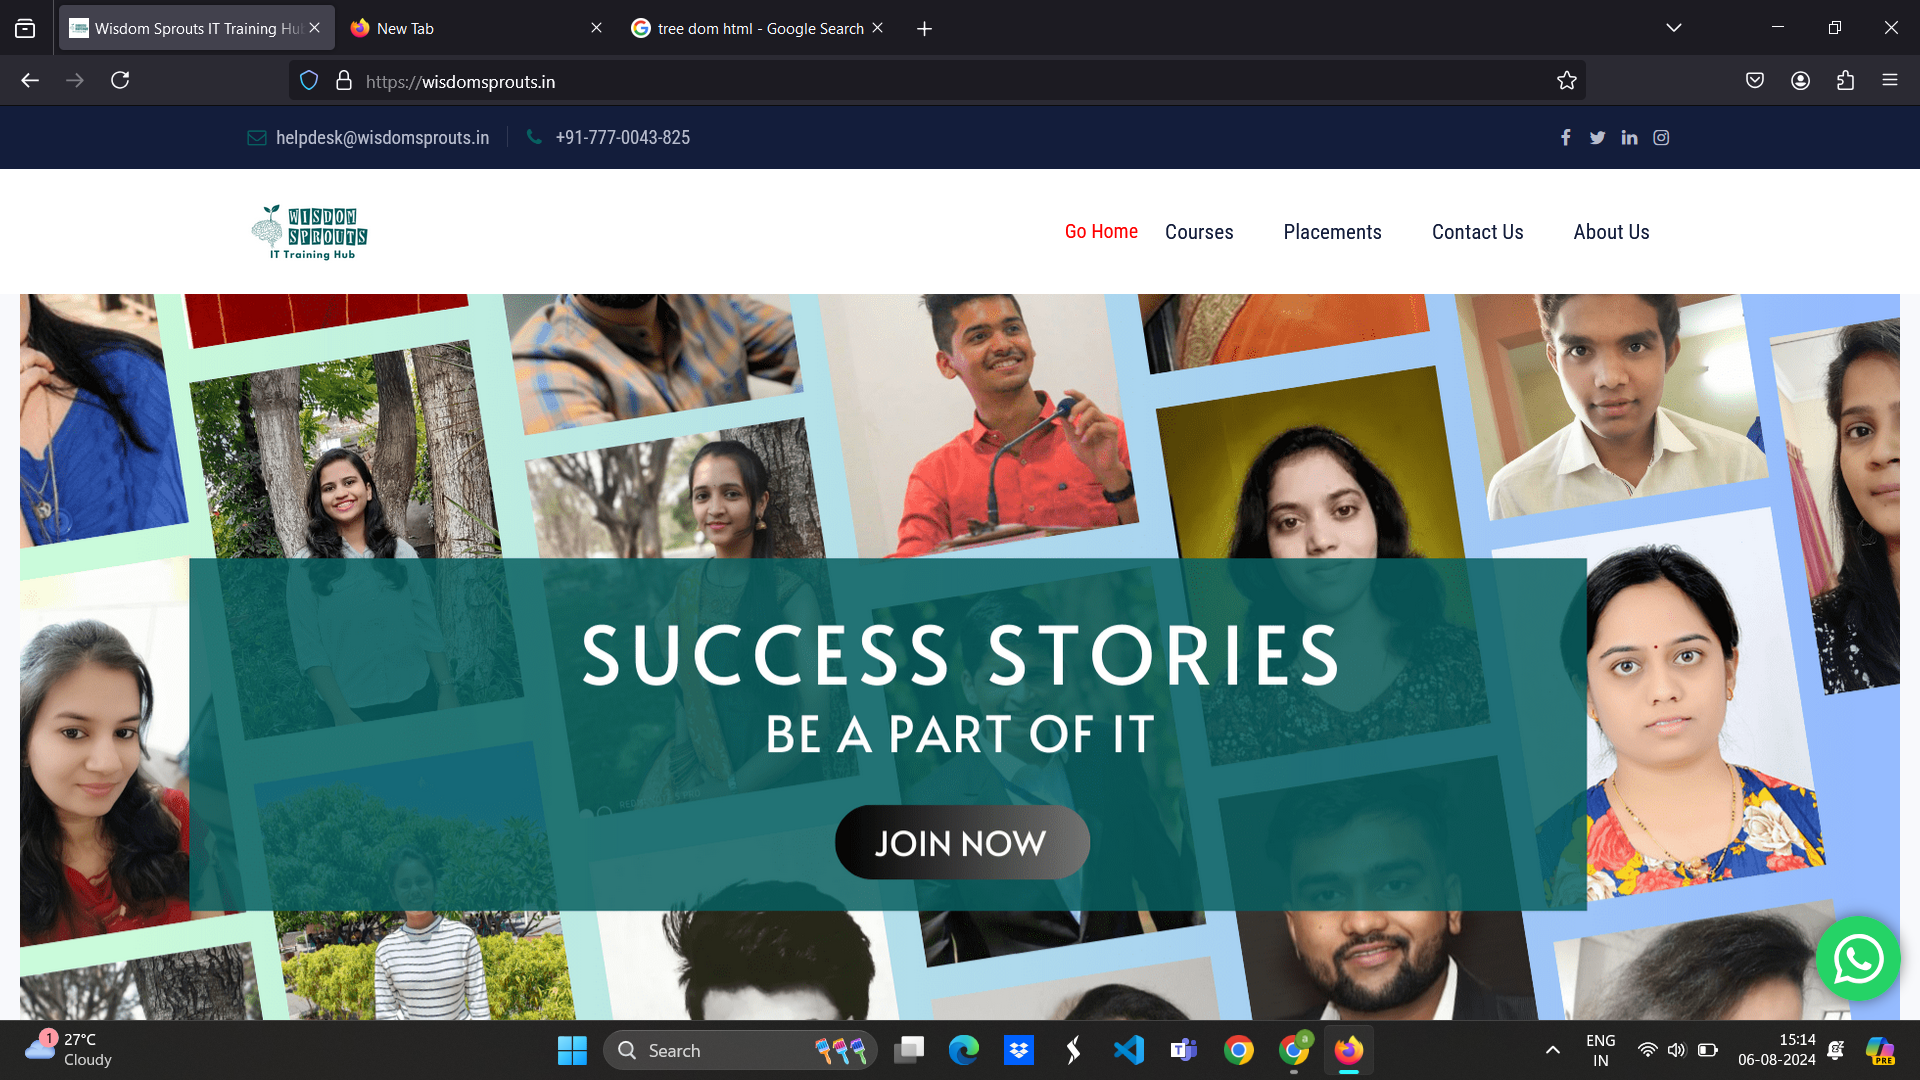 Wisdom Sprouts IT Training Hu
New Tab
tree dom html - Google Search
https://wisdomsprouts.in
helpdesk@wisdomsprouts.in
+91-777-0043-825
WISDOM
SPROUTS
IT Training Hub
Go Home
Courses
Placements
Contact Us
About Us
SUCCESS STORIES
BE A PART OF IT
JOIN NOW
1
27°C
Cloudy
Search
a
ENG
IN
15:14
06-08-2024
PRE